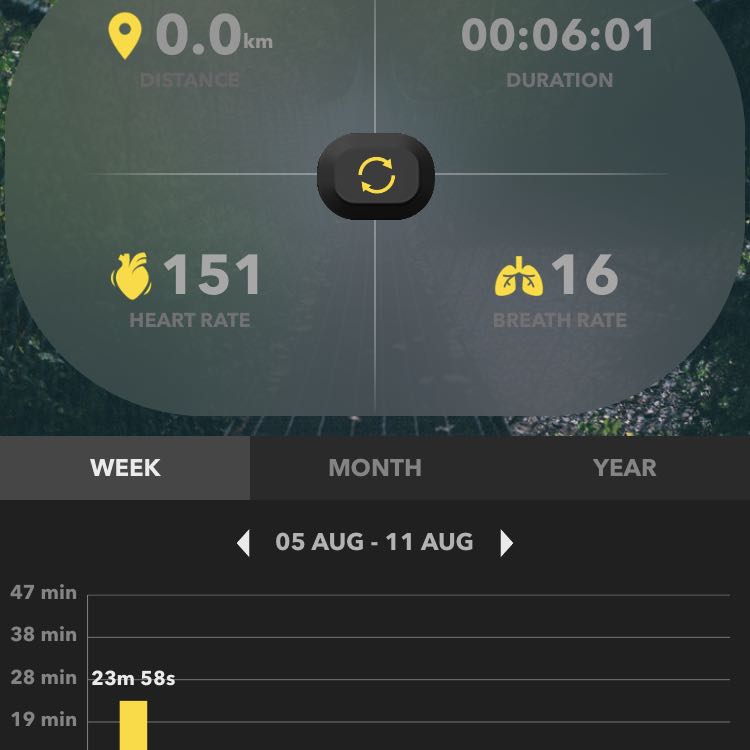 0.0km 00:06:01
DISTANCE DURATION
151 16
HEART RATE BREATH RATE
WEEK MONTH YEAR
05 AUG - 11 AUG
47 min
38 min
28 min 23m 58s
19 min